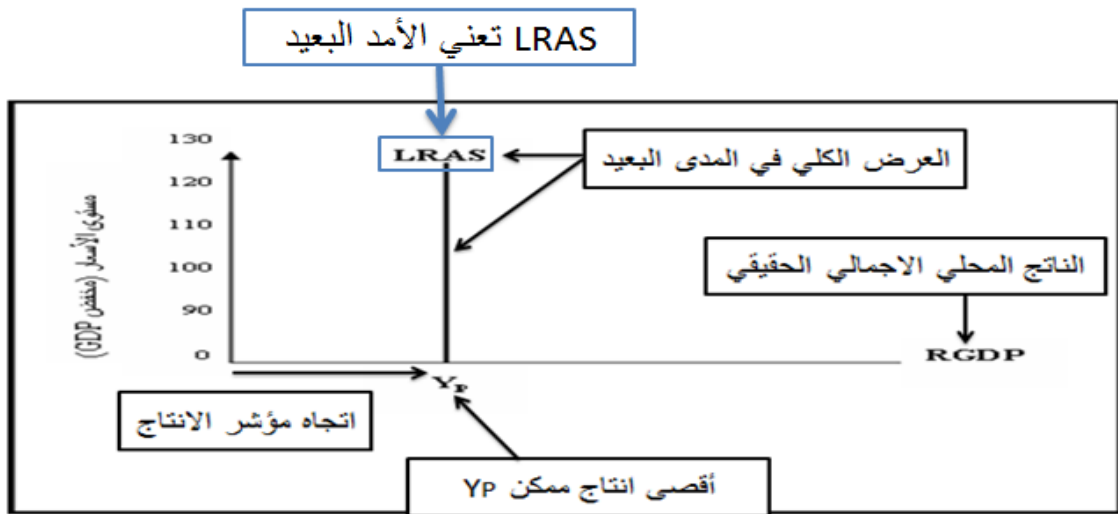 LRAS تعني الأمد البعيد
130
LRAS
العرض الكلي في المدى البعيد
120
110
100
90
0
مستوى الأسعار (مخفض GDP)
الناتج المحلي الاجمالي الحقيقي
RGDP
YP
اتجاه مؤشر الانتاج
أقصى انتاج ممكن YP